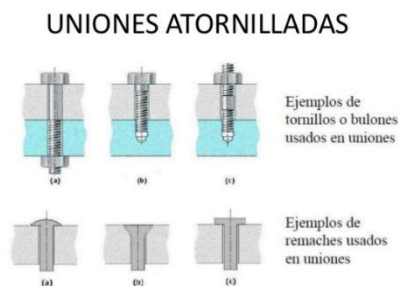 UNIONES ATORNILLADAS
Ejemplos de
tornillos o bulones
usados en uniones
(a)
(b)
(c)
Ejemplos de
remaches usados
en uniones
(a)
(b)
(c)